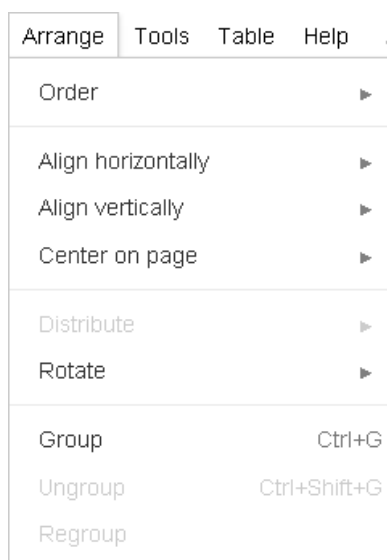 Arrange Tools Table Help
Order
Align horizontally
Align vertically
Center on page
Distribute
Rotate
Group Ctrl+G
Ungroup Ctrl+Shift+G
Regroup